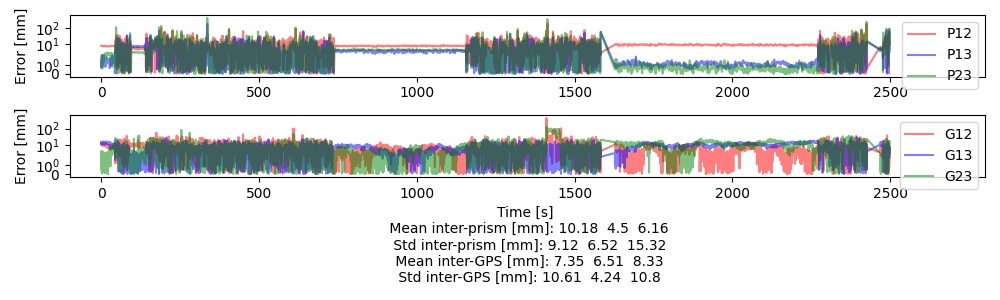 Error [mm]
10²
10¹
10⁰
0
P12
P13
P23
0 500 1000 1500 2000 2500
Error [mm]
10²
10¹
10⁰
0
G12
G13
G23
0 500 1000 1500 2000 2500
Time [s]
Mean inter-prism [mm]: 10.18 4.5 6.16
Std inter-prism [mm]: 9.12 6.52 15.32
Mean inter-GPS [mm]: 7.35 6.51 8.33
Std inter-GPS [mm]: 10.61 4.24 10.8